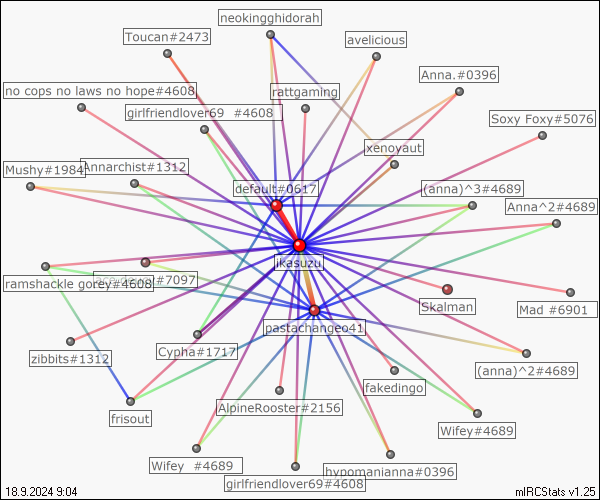 neokingghidorah
Toucan#2473
avelicious
Anna.#0396
no cops no laws no hope#4608
rattgaming
girlfriendlover69 #4608
Soxy Foxy#5076
xenoyaut
Mushy#1984
Annarchist#1312
default#0617
(anna)^3#4689
Anna^2#4689
ikasuzu
#7097
ramshackle gorey#4608
Skalman
Mad #6901
pastachangeo41
zibbits#1312
Cypha#1717
(anna)^2#4689
fakedingo
AlpineRooster#2156
frisout
Wifey#4689
Wifey #4689
hypomanianna#0396
girlfriendlover69#4608
18.9.2024 9:04
mIRCStats v1.25